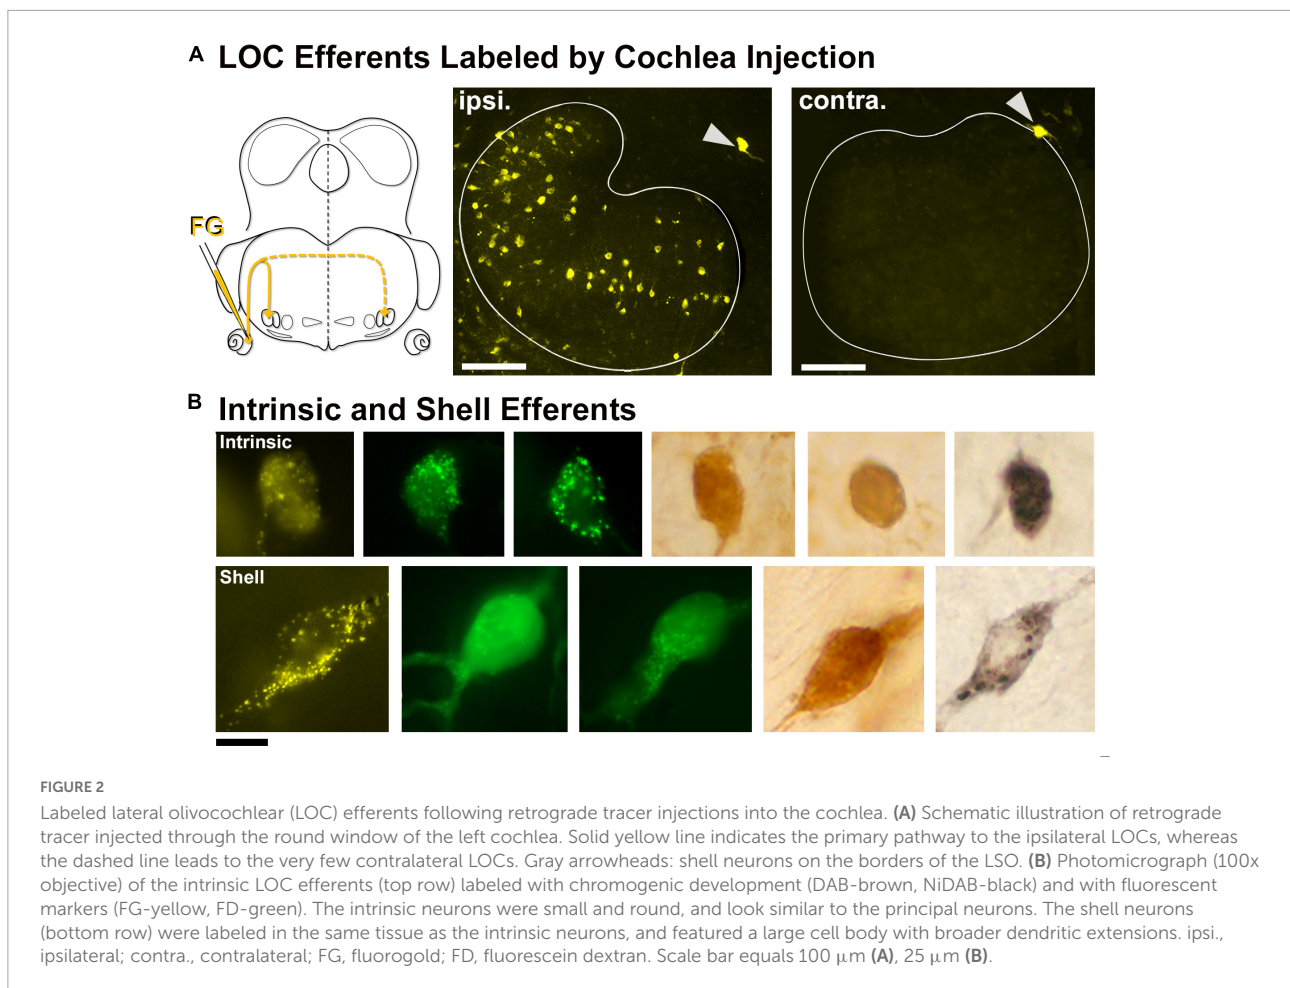 A LOC Efferents Labeled by Cochlea Injection
ipsi.
contra.
FG
B Intrinsic and Shell Efferents
Intrinsic
Shell
FIGURE 2
Labeled lateral olivocochlear (LOC) efferents following retrograde tracer injections into the cochlea. (A) Schematic illustration of retrograde
tracer injected through the round window of the left cochlea. Solid yellow line indicates the primary pathway to the ipsilateral LOCs, whereas
the dashed line leads to the very few contralateral LOCs. Gray arrowheads: shell neurons on the borders of the LSO. (B) Photomicrograph (100x
objective) of the intrinsic LOC efferents (top row) labeled with chromogenic development (DAB-brown, NiDAB-black) and with fluorescent
markers (FG-yellow, FD-green). The intrinsic neurons were small and round, and look similar to the principal neurons. The shell neurons
(bottom row) were labeled in the same tissue as the intrinsic neurons, and featured a large cell body with broader dendritic extensions. ipsi.,
ipsilateral; contra., contralateral; FG, fluorogold; FD, fluorescein dextran. Scale bar equals 100 μm (A), 25 μm (B).